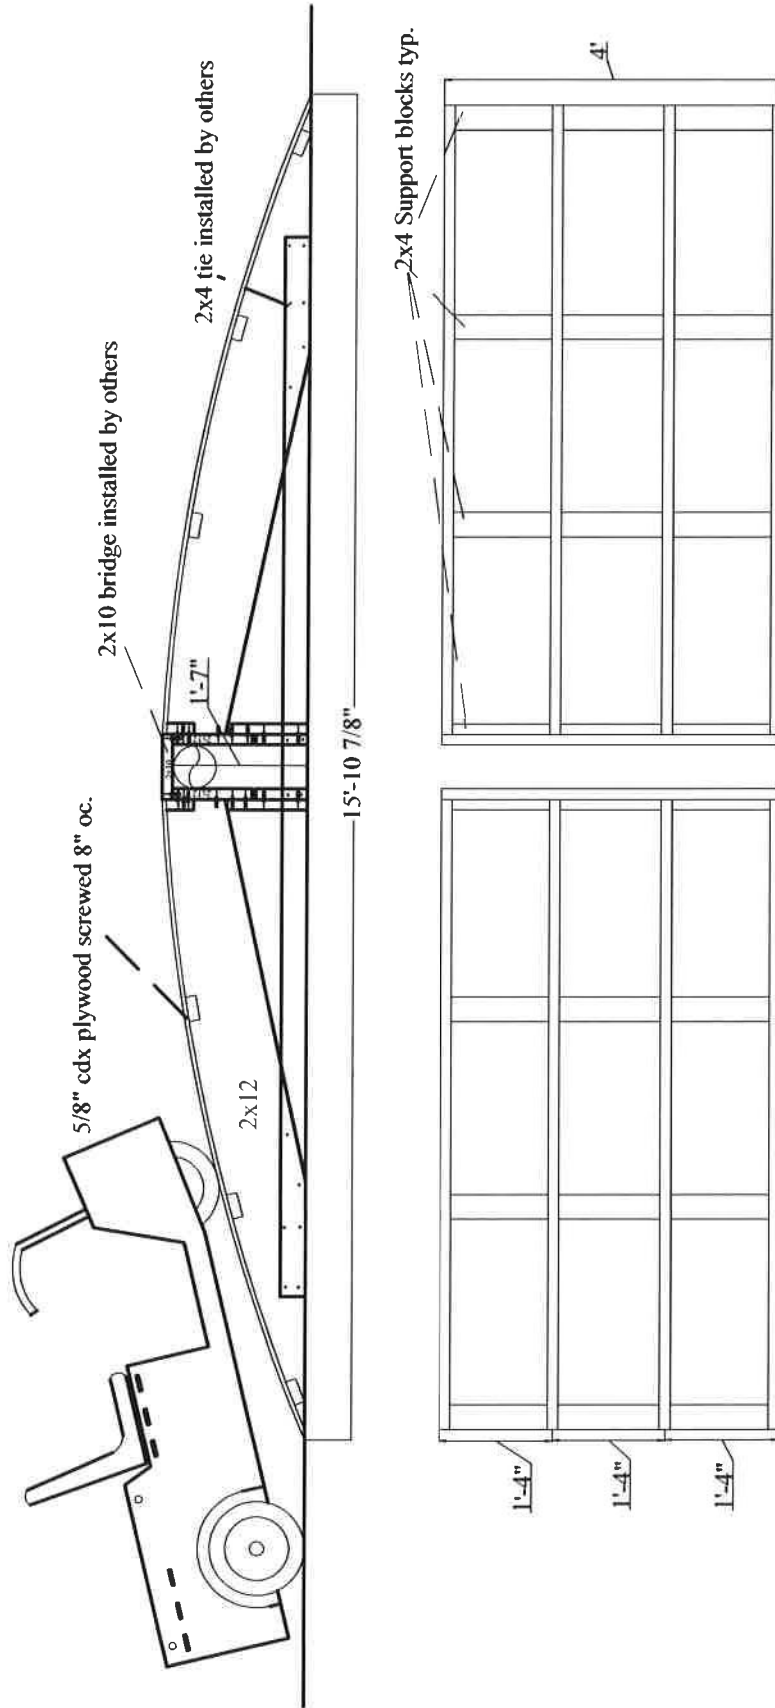 5/8" cdx plywood screwed 8" oc.
2x10 bridge installed by others
2x4 tie installed by others
2x10
2x12
1'-7"
15'-10 7/8"
2x4 Support blocks typ.
1'-4"
1'-4"
1'-4"
4'